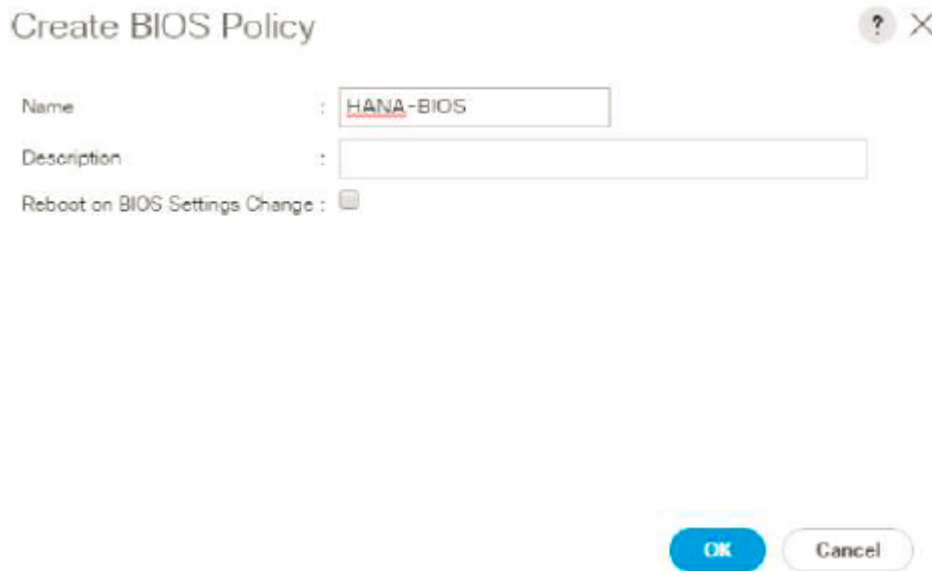 Create BIOS Policy
?
Name : HANA-BIOS
Description :
Reboot on BIOS Settings Change :
OK Cancel